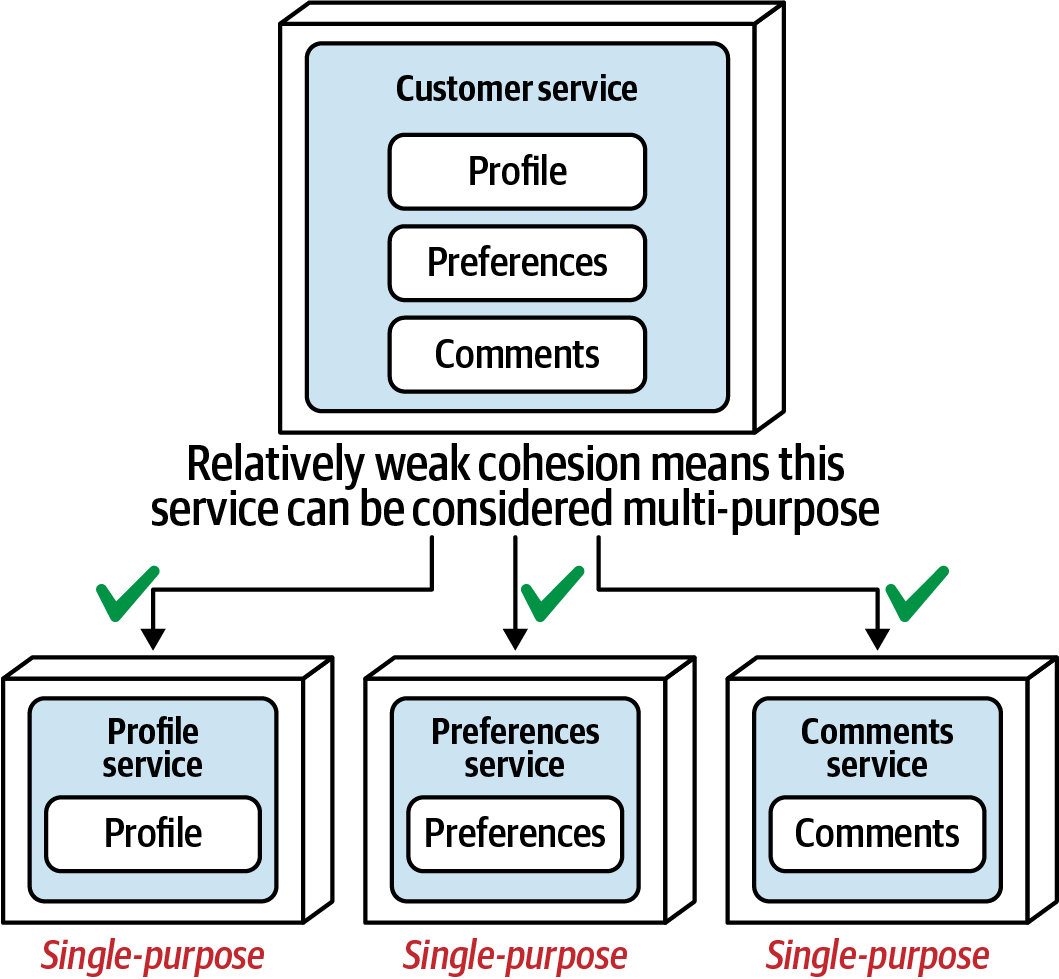 Customer service
Profile
Preferences
Comments
Relatively weak cohesion means this
service can be considered multi-purpose
Profile
service
Profile
Single-purpose
Preferences
service
Preferences
Single-purpose
Comments
service
Comments
Single-purpose